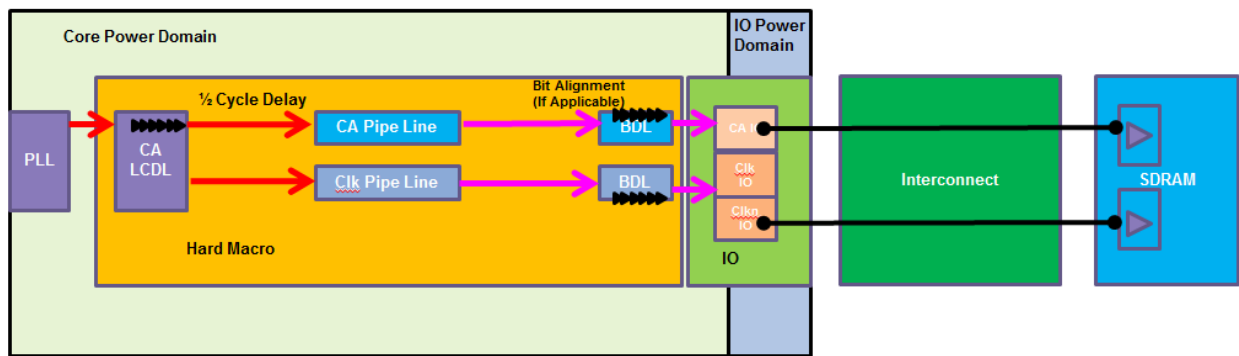 Core Power Domain
IO Power
Domain
½ Cycle Delay
Bit Alignment
(If Applicable)
PLL
CA
LCDL
CA Pipe Line
BDL
CA IO
Clk Pipe Line
BDL
Clk
IO
Clkn
IO
Interconnect
SDRAM
Hard Macro
IO